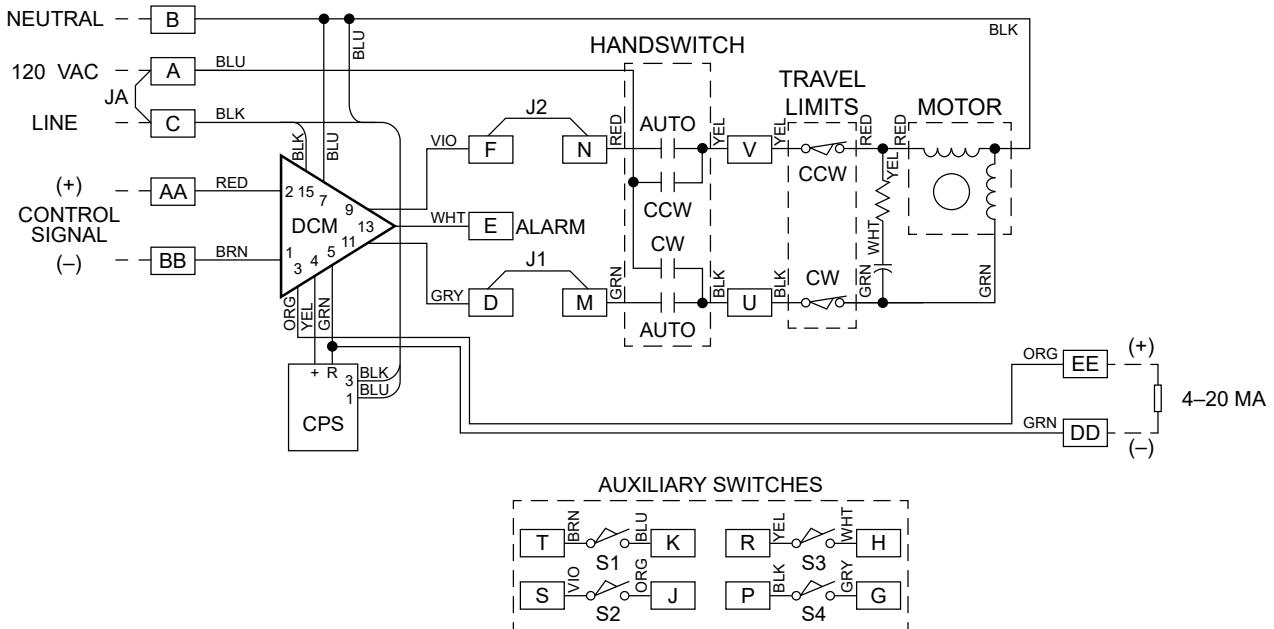 NEUTRAL B
BLK
BLU
HANDSWITCH
120 VAC A BLU
TRAVEL
LIMITS
MOTOR
JA
LINE C BLK
J2
AUTO
RED
YEL
YEL
RED
RED
VIO F N V
BLK
BLU
CCW
CCW
YEL
(+) AA RED
2 15 7 9
CONTROL
SIGNAL
DCM 13
WHT E ALARM
11
CW
WHT
(–) BB BRN
1 3 4 5
J1
CW
GRN
BLK
BLK
GRN
GRN
GRY D M U
AUTO
ORG
YEL
GRN
+ R
3 BLK
1 BLU
CPS
ORG EE (+)
4–20 MA
GRN DD
(–)
AUXILIARY SWITCHES
T BRN BLU K
S1
R YEL WHT H
S3
S VIO ORG J
S2
P BLK GRY G
S4